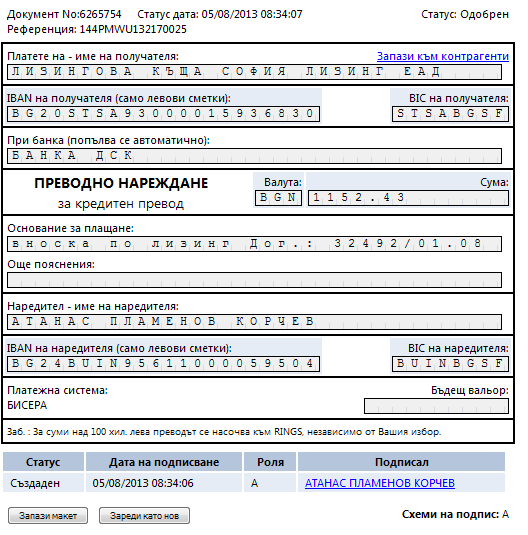 Документ No:6265754 Статус дата: 05/08/2013 08:34:07 Статус: Одобрен
Референция: 144PMWU132170025
Платете на - име на получателя: Запази към контрагенти
ЛИЗИНГОВА КЪЩА СОФИЯ ЛИЗИНГ ЕАД
IBAN на получателя (само левови сметки): BIC на получателя:
BG20STSA93000015936830 STSABGSF
При банка (попълва се автоматично):
БАНКА ДСК
ПРЕВОДНО НАРЕЖДАНЕ Валута: Сума:
за кредитен превод BGN 1152.43
Основание за плащане:
вноска по лизинг Дог.: 32492/01.08
Още пояснения:
Наредител - име на наредителя:
АТАНАС ПЛАМЕНОВ КОРЧЕВ
IBAN на наредителя (само левови сметки): BIC на наредителя:
BG24BUIN95611000059504 BUINBGSF
Платежна система: Бъдещ вальор:
БИСЕРА
Заб. : За суми над 100 хил. лева преводът се насочва към RINGS, независимо от Вашия избор.
Статус Дата на подписване Роля Подписал
Създаден 05/08/2013 08:34:06 А АТАНАС ПЛАМЕНОВ КОРЧЕВ
Запази макет Зареди като нов Схеми на подпис: А